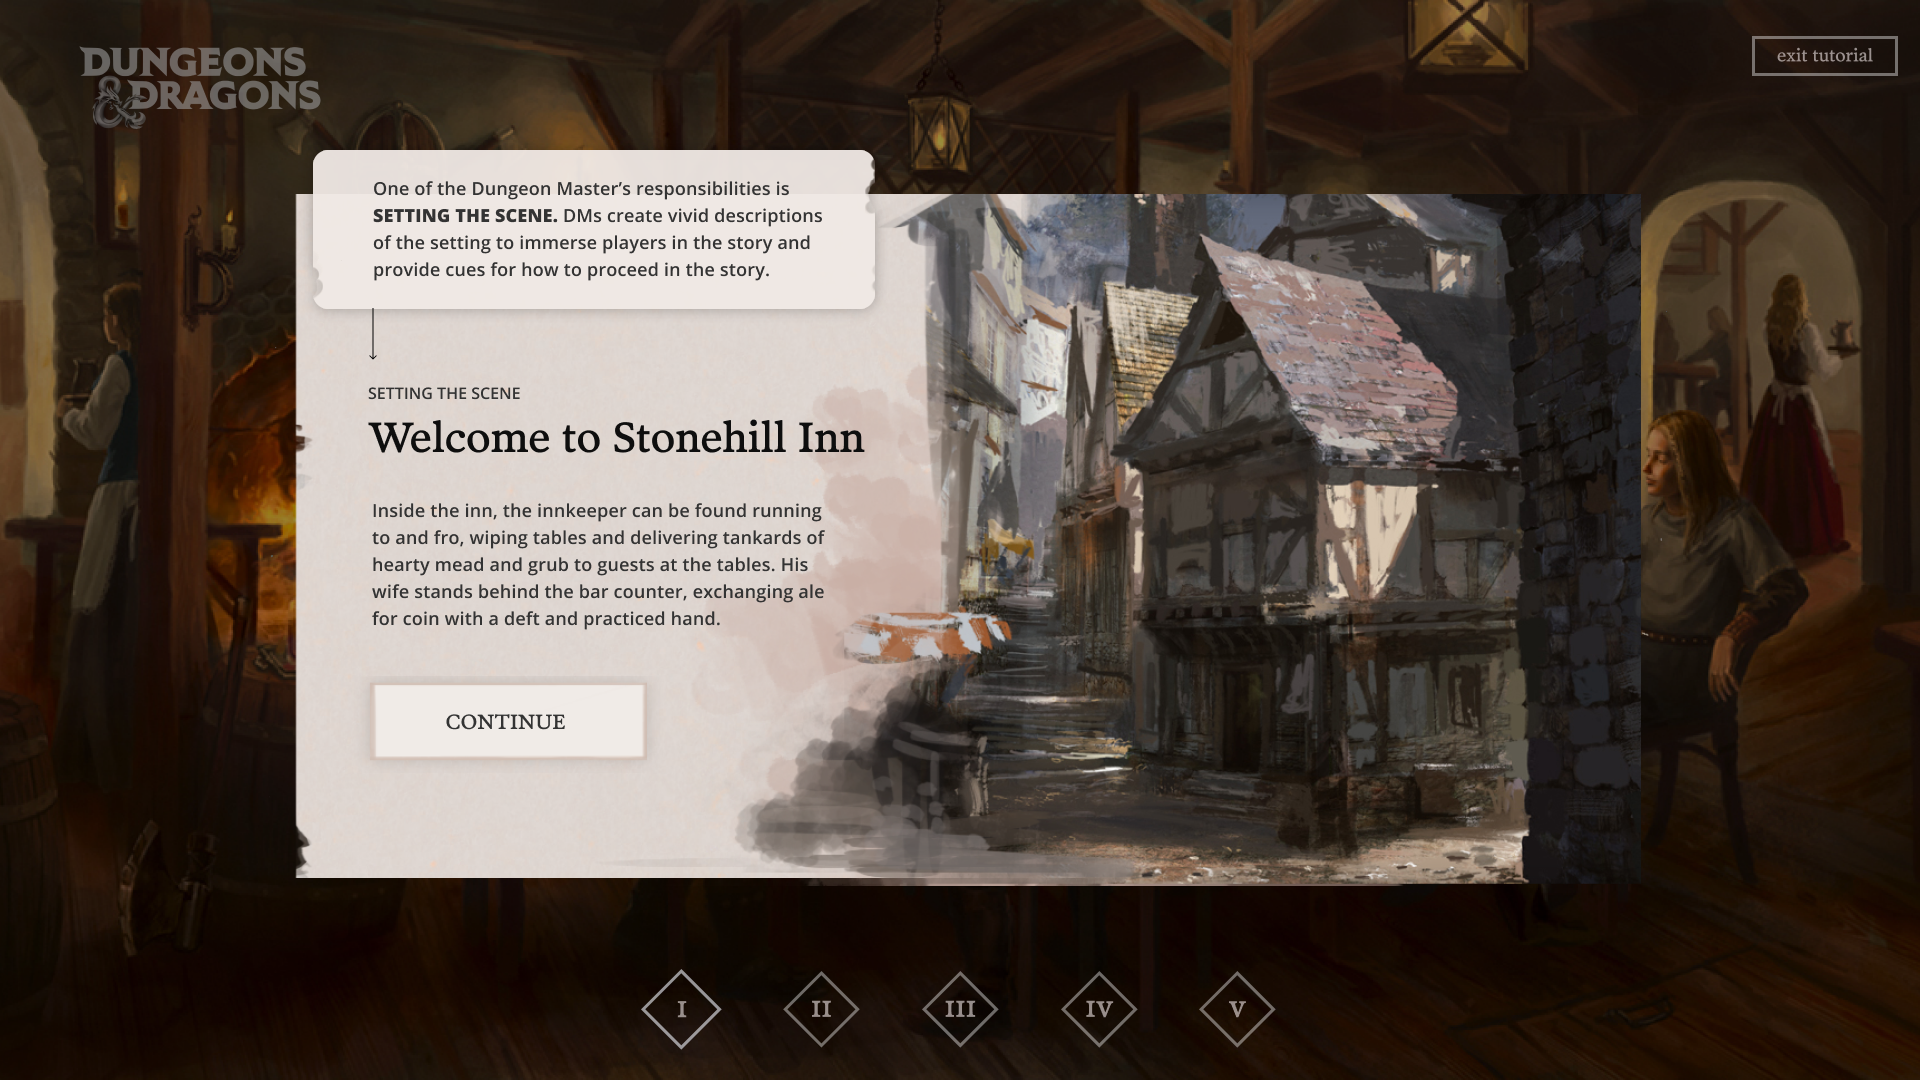 DUNGEONS
& DRAGONS
exit tutorial
One of the Dungeon Master’s responsibilities is
SETTING THE SCENE. DMs create vivid descriptions
of the setting to immerse players in the story and
provide cues for how to proceed in the story.
SETTING THE SCENE
Welcome to Stonehill Inn
Inside the inn, the innkeeper can be found running
to and fro, wiping tables and delivering tankards of
hearty mead and grub to guests at the tables. His
wife stands behind the bar counter, exchanging ale
for coin with a deft and practiced hand.
CONTINUE
I II III IV V